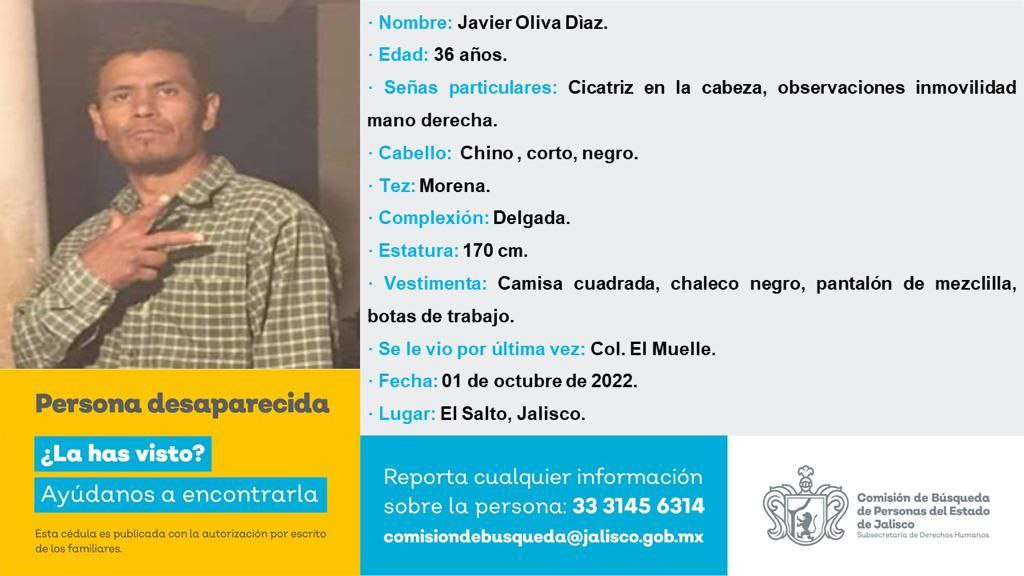 · Nombre: Javier Oliva Dìaz.
· Edad: 36 años.
· Señas particulares: Cicatriz en la cabeza, observaciones inmovilidad
mano derecha.
· Cabello: Chino , corto, negro.
· Tez: Morena.
· Complexión: Delgada.
· Estatura: 170 cm.
· Vestimenta: Camisa cuadrada, chaleco negro, pantalón de mezclilla,
botas de trabajo.
· Se le vio por última vez: Col. El Muelle.
· Fecha: 01 de octubre de 2022.
· Lugar: El Salto, Jalisco.
Persona desaparecida
¿La has visto?
Ayúdanos a encontrarla
Esta cédula es publicada con la autorización por escrito
de los familiares.
Reporta cualquier información
sobre la persona: 33 3145 6314
comisiondebusqueda@jalisco.gob.mx
Comisión de Búsqueda
de Personas del Estado
de Jalisco
Subsecretaría de Derechos Humanos